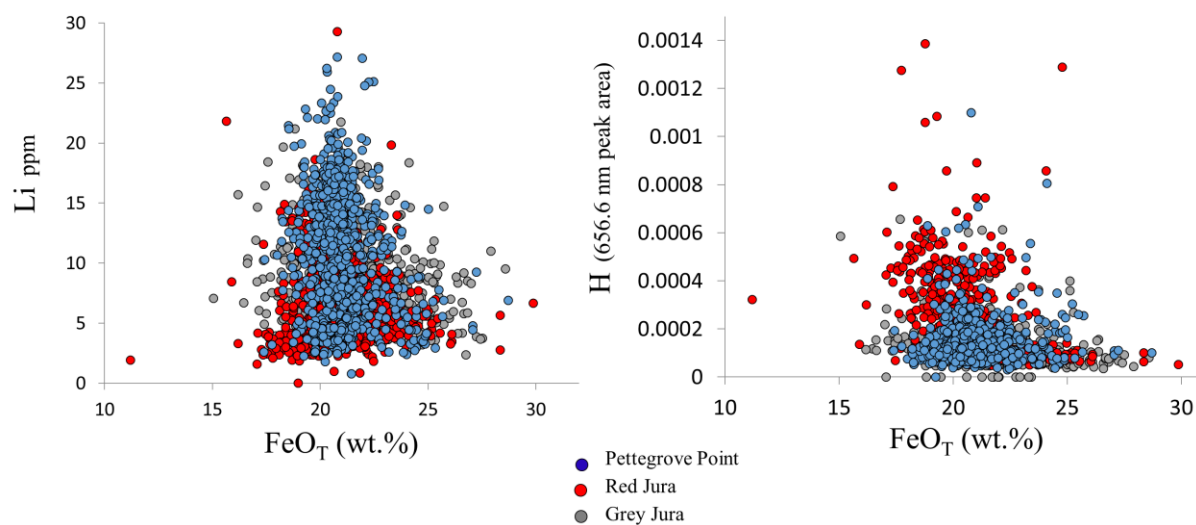 30
25
20
15
10
5
0
Li ppm
10 15 20 25 30
FeO_T (wt.%)
0.0014
0.0012
0.001
0.0008
0.0006
0.0004
0.0002
0
H (656.6 nm peak area)
10 15 20 25 30
FeO_T (wt.%)
Pettegrove Point
Red Jura
Grey Jura